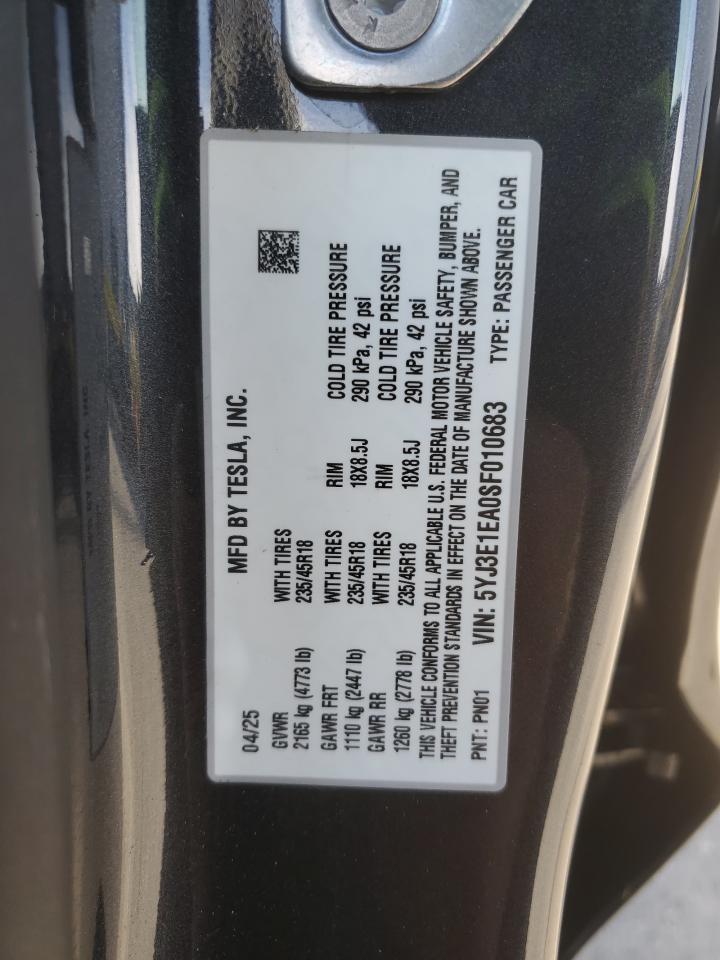 MFD BY TESLA, INC.
04/25
GVWR WITH TIRES
2165 kg (4773 lb) 235/45R18
GAWR FRT WITH TIRES RIM COLD TIRE PRESSURE
1110 kg (2447 lb) 235/45R18 18X8.5J 290 kPa, 42 psi
GAWR RR WITH TIRES RIM COLD TIRE PRESSURE
1260 kg (2778 lb) 235/45R18 18X8.5J 290 kPa, 42 psi
THIS VEHICLE CONFORMS TO ALL APPLICABLE U.S. FEDERAL MOTOR VEHICLE SAFETY, BUMPER, AND
THEFT PREVENTION STANDARDS IN EFFECT ON THE DATE OF MANUFACTURE SHOWN ABOVE.
PNT: PN01 VIN: 5YJ3E1EA0SF010683 TYPE: PASSENGER CAR